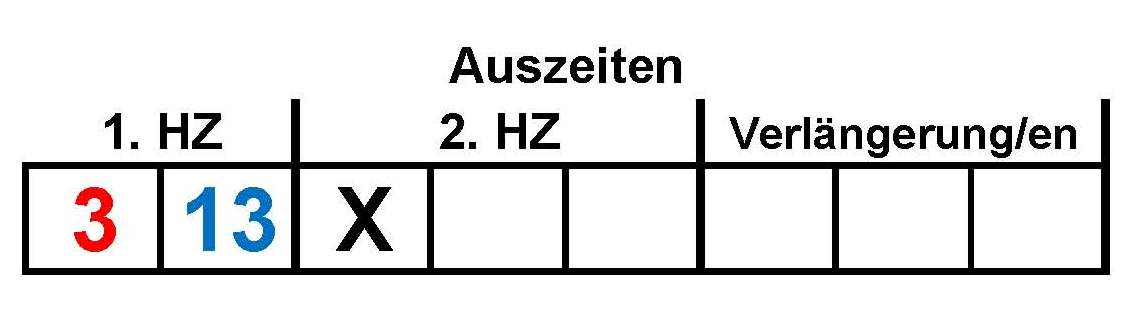 Auszeiten
1. HZ 2. HZ Verlängerung/en
3 13 X